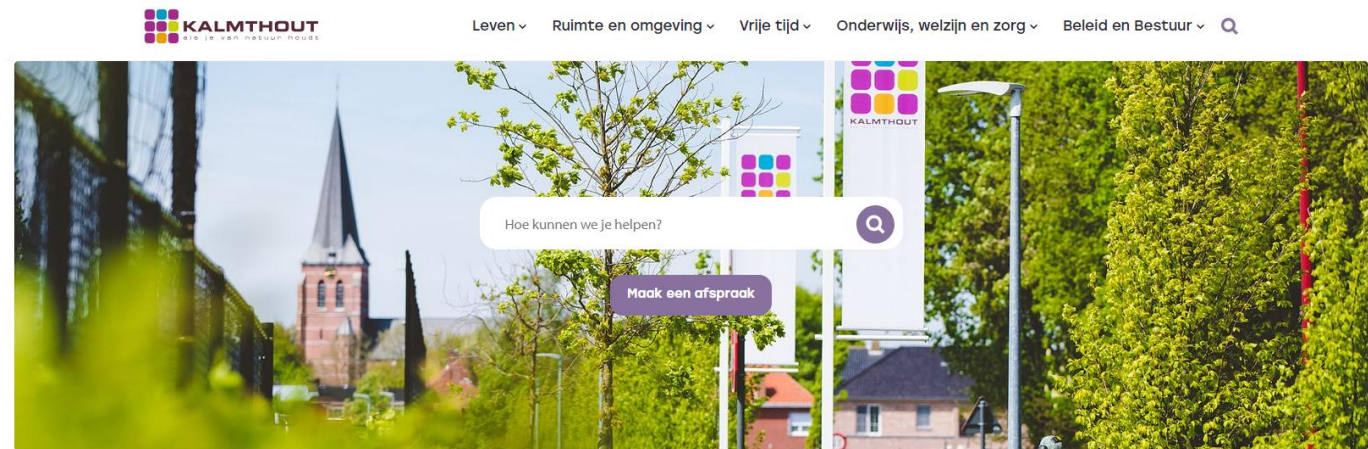 KALMTHOUT
als je van natuur houdt
Leven
Ruimte en omgeving
Vrije tijd
Onderwijs, welzijn en zorg
Beleid en Bestuur
KALMTHOUT
Hoe kunnen we je helpen?
Maak een afspraak